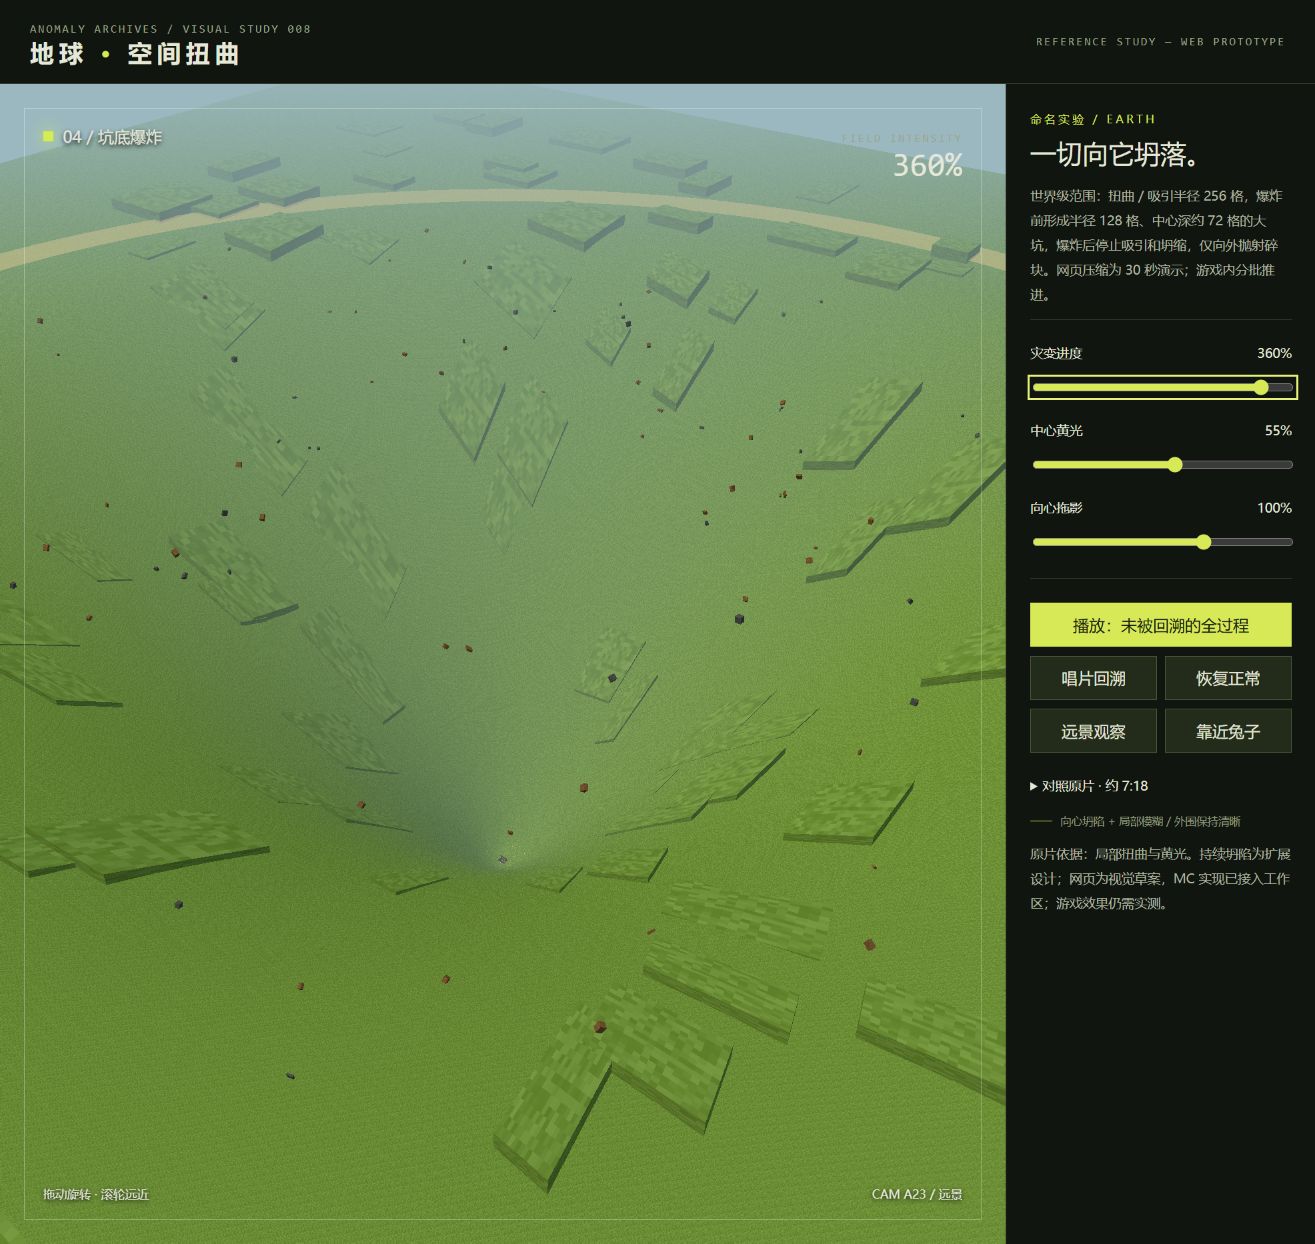 ANOMALY ARCHIVES / VISUAL STUDY 008
地球 • 空间扭曲
REFERENCE STUDY — WEB PROTOTYPE
04 / 坑底爆炸
FIELD INTENSITY
360%
命名实验 / EARTH
一切向它坍落。
世界级范围：扭曲 / 吸引半径 256 格，爆炸
前形成半径 128 格、中心深约 72 格的大
坑，爆炸后停止吸引和坍缩，仅向外抛射碎
块。网页压缩为 30 秒演示；游戏内分批推
进。
灾变进度 360%
中心黄光 55%
向心拖影 100%
播放：未被回溯的全过程
唱片回溯 恢复正常
远景观察 靠近兔子
▶ 对照原片 · 约 7:18
向心坍陷 + 局部模糊 / 外围保持清晰
原片依据：局部扭曲与黄光。持续坍陷为扩展
设计；网页为视觉草案，MC 实现已接入工作
区；游戏效果仍需实测。
拖动旋转 · 滚轮远近
CAM A23 / 远景